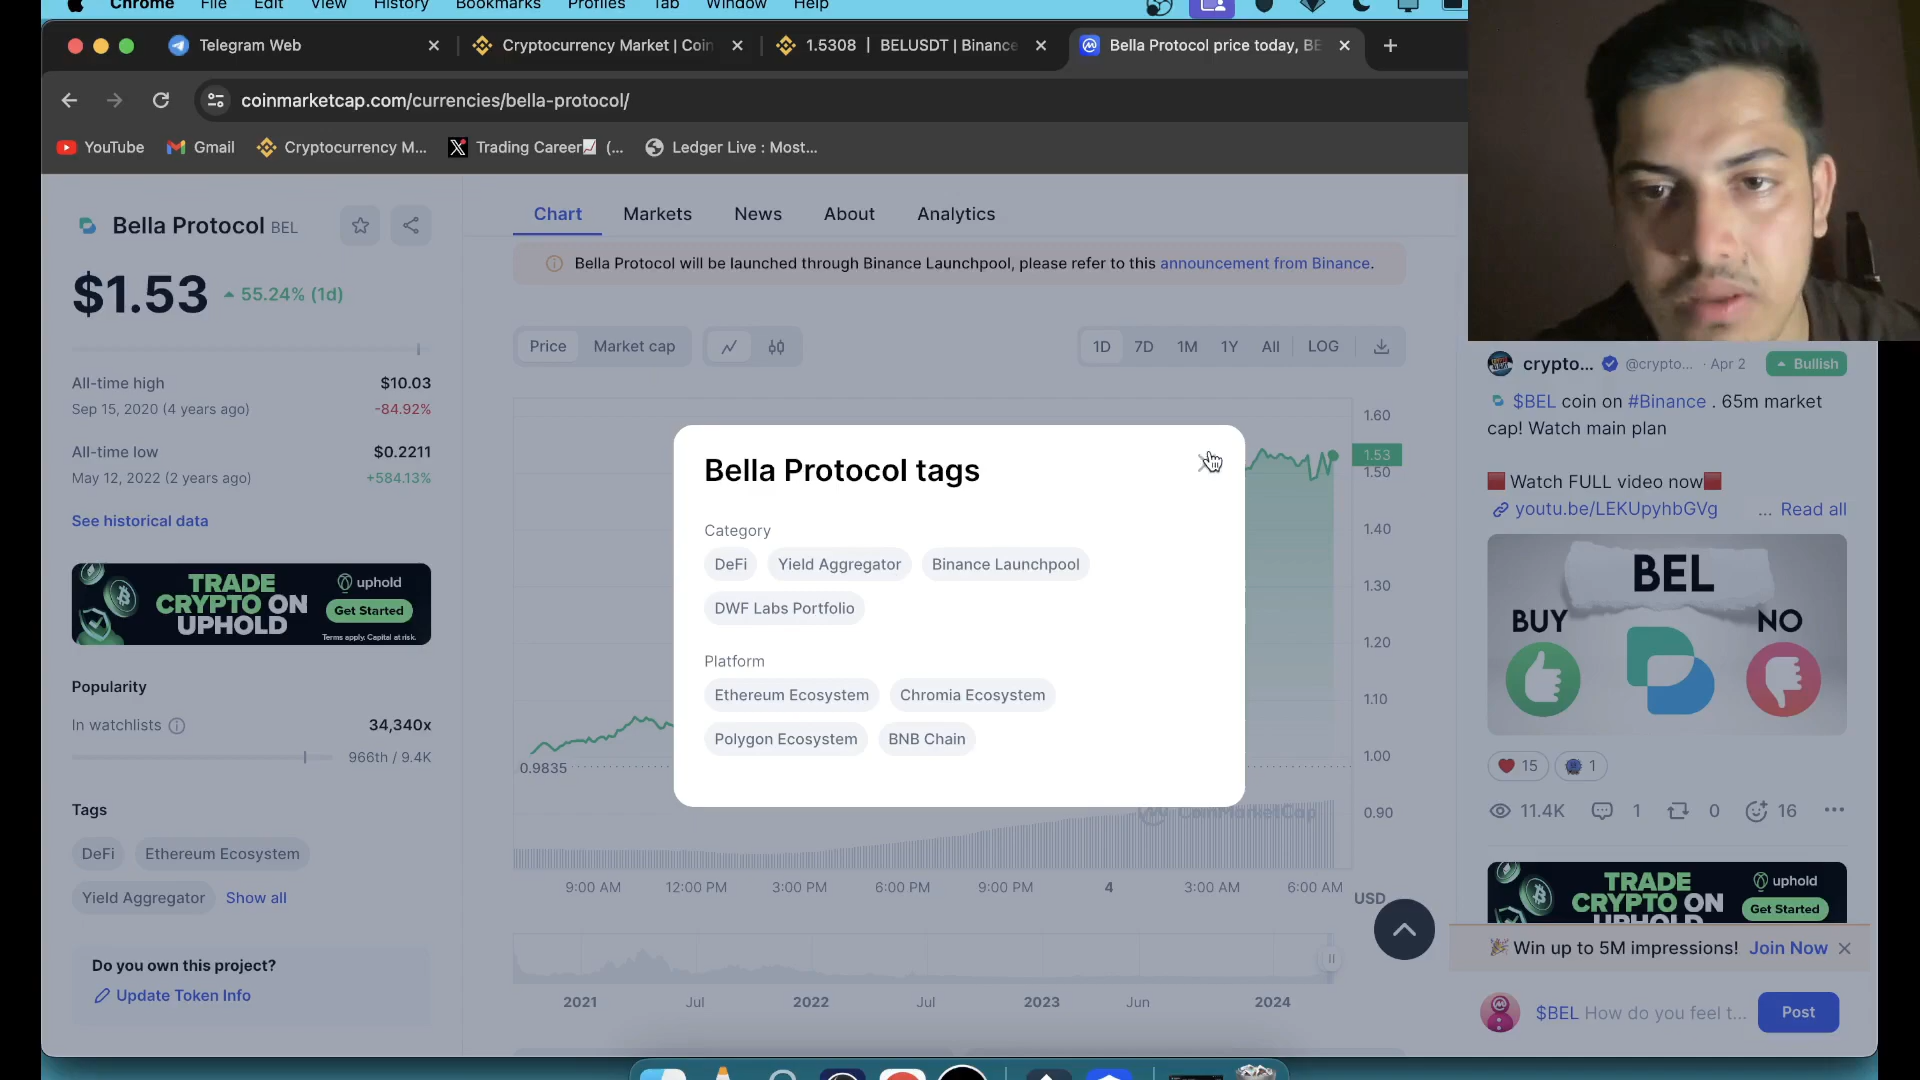 Chrome File Edit View History Bookmarks Profiles Tab Window Help
Telegram Web
Cryptocurrency Market | Coin
1.5308 | BELUSDT | Binance
Bella Protocol price today, BE
coinmarketcap.com/currencies/bella-protocol/
YouTube Gmail Cryptocurrency M... Trading Career📈 (... Ledger Live : Most...
Bella Protocol BEL
$1.53 55.24% (1d)
All-time high $10.03
Sep 15, 2020 (4 years ago) -84.92%
All-time low $0.2211
May 12, 2022 (2 years ago) +584.13%
See historical data
TRADE
CRYPTO ON
UPHOLD
uphold
Get Started
Terms apply. Capital at risk.
Popularity
In watchlists 34,340x
966th / 9.4K
Tags
DeFi Ethereum Ecosystem
Yield Aggregator Show all
Do you own this project?
Update Token Info
Chart Markets News About Analytics
Bella Protocol will be launched through Binance Launchpool, please refer to this announcement from Binance.
Price Market cap
1D 7D 1M 1Y All LOG
1.60
1.53
1.50
1.40
1.30
1.20
1.10
1.00
0.90
0.9835
Bella Protocol tags
Category
DeFi Yield Aggregator Binance Launchpool
DWF Labs Portfolio
Platform
Ethereum Ecosystem Chromia Ecosystem
Polygon Ecosystem BNB Chain
CoinMarketCap
9:00 AM 12:00 PM 3:00 PM 6:00 PM 9:00 PM 4 3:00 AM 6:00 AM
USD
2021 Jul 2022 Jul 2023 Jun 2024
crypto... @crypto... · Apr 2 Bullish
$BEL coin on #Binance . 65m market
cap! Watch main plan
🟥 Watch FULL video now🟥
youtu.be/LEKUpyhbGVg ... Read all
BEL
BUY NO
15 1
11.4K 1 0 16
TRADE
CRYPTO ON
UPHOLD
uphold
Get Started
🎉 Win up to 5M impressions! Join Now
$BEL How do you feel t... Post